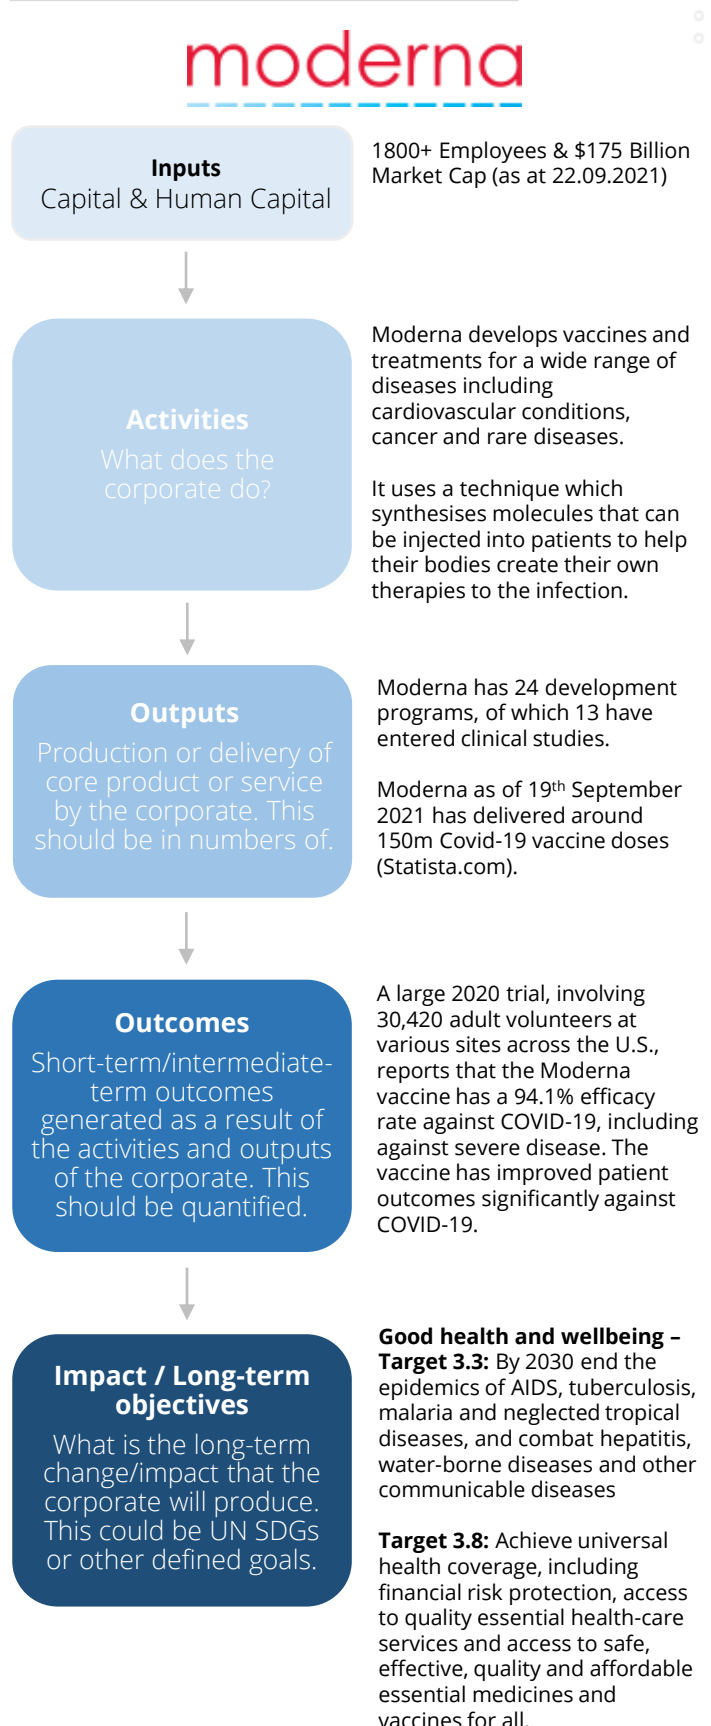 moderna
Inputs
Capital & Human Capital
1800+ Employees & $175 Billion
Market Cap (as at 22.09.2021)
Activities
What does the
corporate do?
Moderna develops vaccines and
treatments for a wide range of
diseases including
cardiovascular conditions,
cancer and rare diseases.
It uses a technique which
synthesises molecules that can
be injected into patients to help
their bodies create their own
therapies to the infection.
Outputs
Production or delivery of
core product or service
by the corporate. This
should be in numbers of.
Moderna has 24 development
programs, of which 13 have
entered clinical studies.
Moderna as of 19th September
2021 has delivered around
150m Covid-19 vaccine doses
(Statista.com).
Outcomes
Short-term/intermediate-
term outcomes
generated as a result of
the activities and outputs
of the corporate. This
should be quantified.
A large 2020 trial, involving
30,420 adult volunteers at
various sites across the U.S.,
reports that the Moderna
vaccine has a 94.1% efficacy
rate against COVID-19, including
against severe disease. The
vaccine has improved patient
outcomes significantly against
COVID-19.
Impact / Long-term
objectives
What is the long-term
change/impact that the
corporate will produce.
This could be UN SDGs
or other defined goals.
Good health and wellbeing –
Target 3.3: By 2030 end the
epidemics of AIDS, tuberculosis,
malaria and neglected tropical
diseases, and combat hepatitis,
water-borne diseases and other
communicable diseases
Target 3.8: Achieve universal
health coverage, including
financial risk protection, access
to quality essential health-care
services and access to safe,
effective, quality and affordable
essential medicines and
vaccines for all.